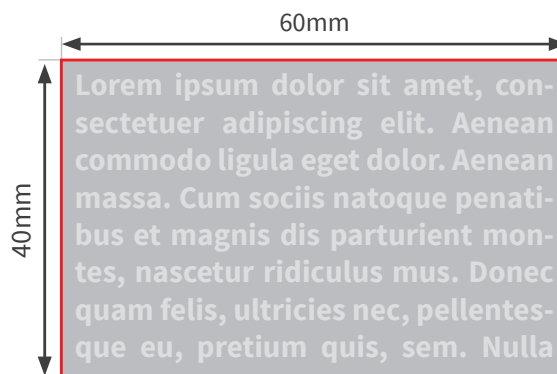 60mm
40mm
Lorem ipsum dolor sit amet, con-
sectetuer adipiscing elit. Aenean
commodo ligula eget dolor. Aenean
massa. Cum sociis natoque penati-
bus et magnis dis parturient mon-
tes, nascetur ridiculus mus. Donec
quam felis, ultricies nec, pellentes-
que eu, pretium quis, sem. Nulla